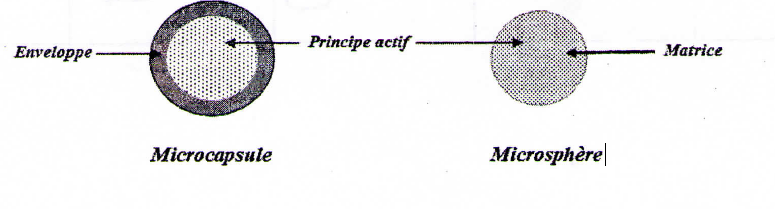 Enveloppe
Principe actif
Matrice
Microcapsule
Microsphère